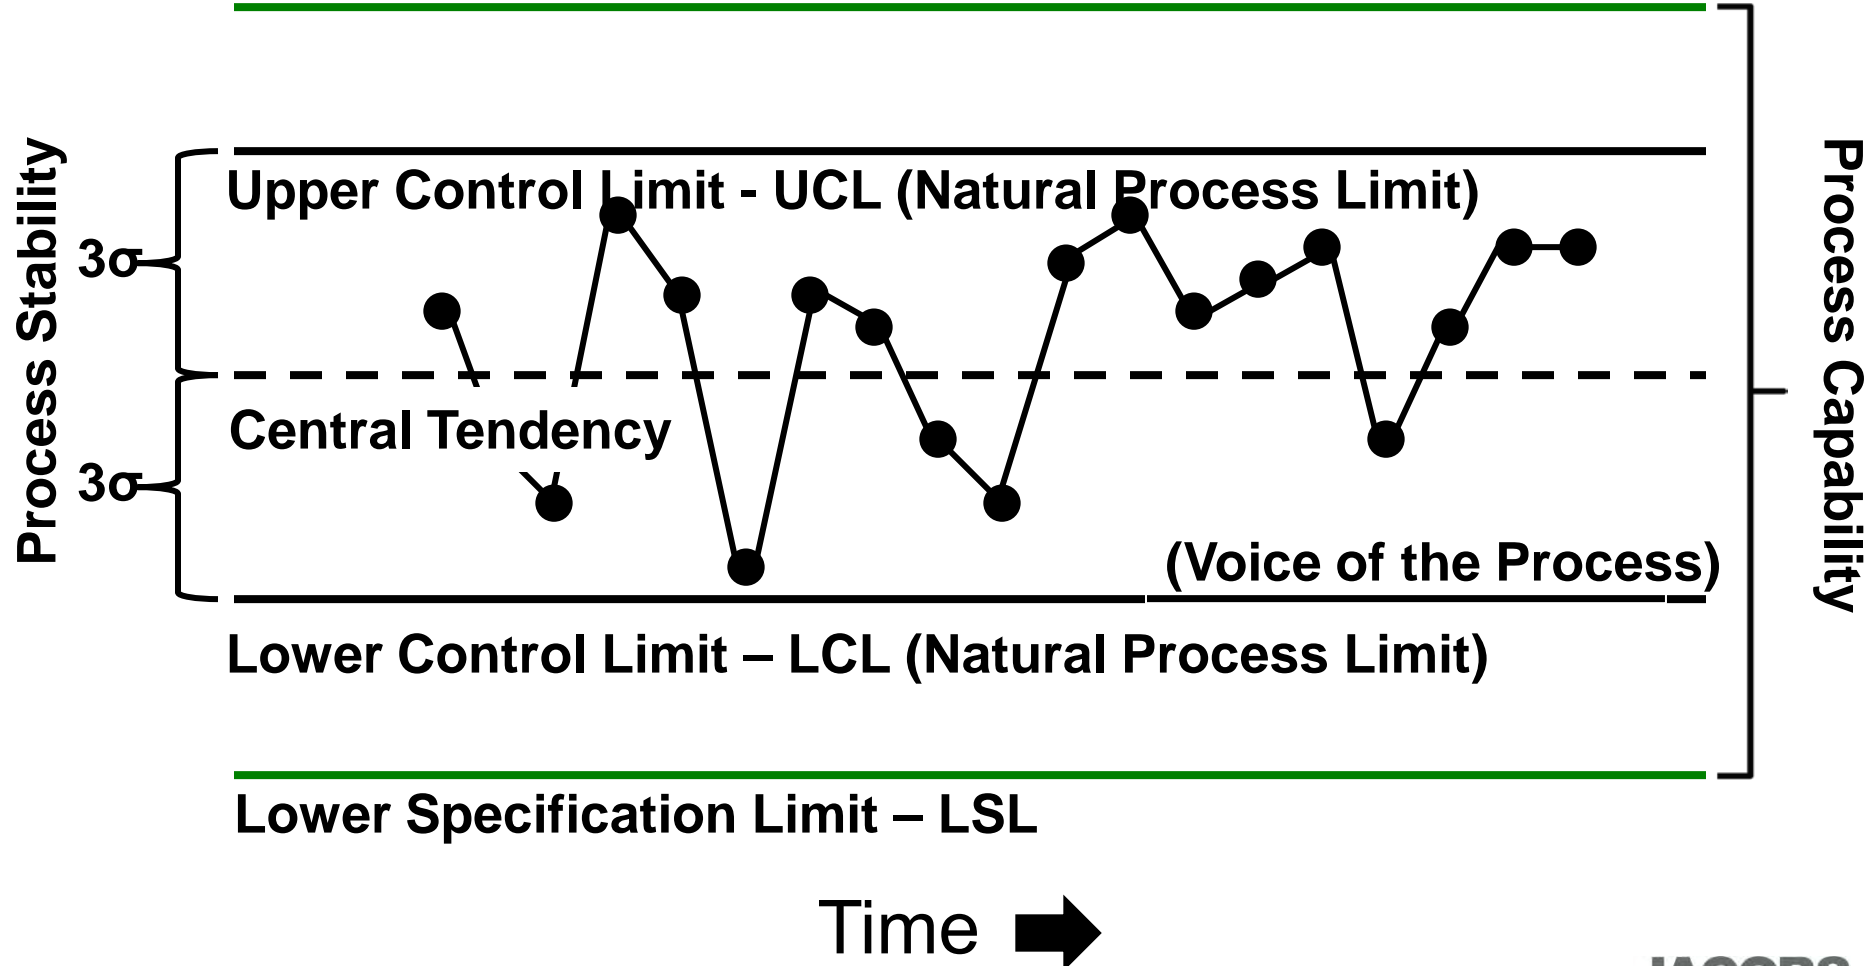 Process Stability
3σ
3σ
Upper Control Limit - UCL (Natural Process Limit)
Central Tendency
(Voice of the Process)
Lower Control Limit – LCL (Natural Process Limit)
Lower Specification Limit – LSL
Process Capability
Time